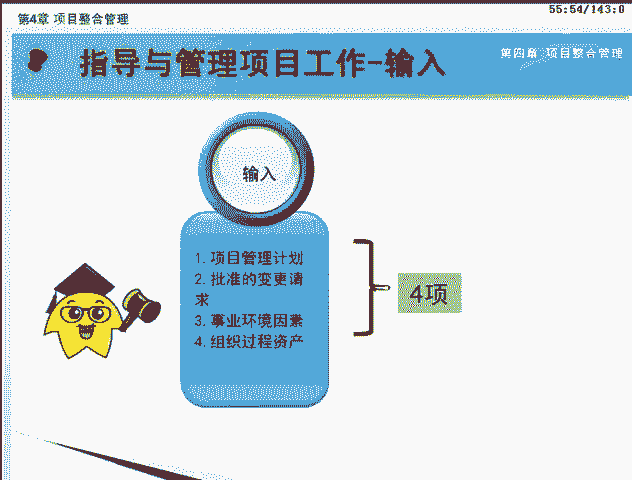 第4章 项目整合管理
55:54/143:0
指导与管理项目工作-输入
第四章 项目整合管理
输入
1. 项目管理计划
2. 批准的变更请
求
3. 事业环境因素
4. 组织过程资产
4项